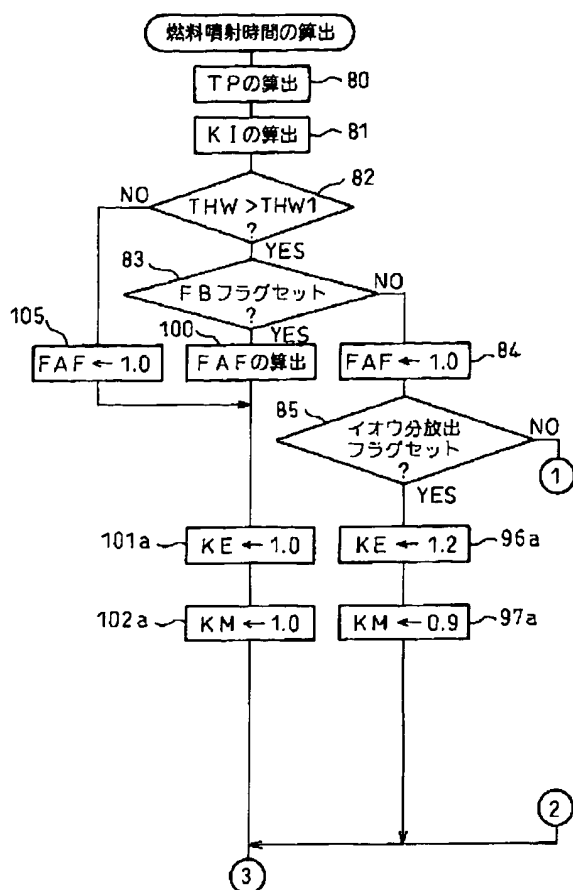 燃料噴射時間の算出
TPの算出
80
KIの算出
81
82
NO
THW>THW1
?
YES
83
NO
FBフラグセット
?
YES
105
100
FAF←1.0
FAFの算出
FAF←1.0
84
85
イオウ分放出
フラグセット
?
NO
1
YES
101a
KE←1.0
KE←1.2
96a
102a
KM←1.0
KM←0.9
97a
2
3